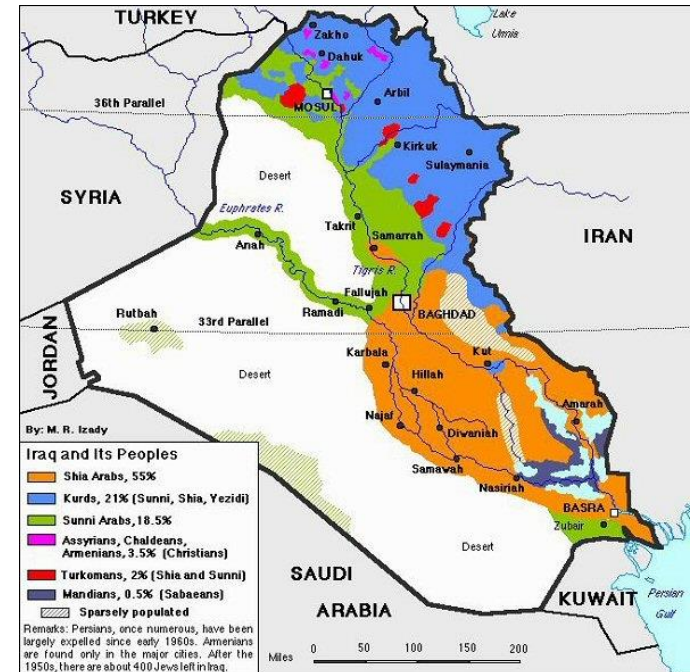 TURKEY
Lake
Urmia
Zakho
Dahuk
Arbil
MOSUL
36th Parallel
Kirkuk
Sulaymania
Desert
SYRIA
Euphrates R.
IRAN
Takrit
Anah
Samarrah
Tigris R.
Fallujah
Ramadi
BAGHDAD
Rutbah
33rd Parallel
JORDAN
Karbala
Kut
Desert
Hillah
Amarah
Najaf
Diwaniah
Samawah
Nasiriah
BASRA
Zubair
Desert
SAUDI
ARABIA
KUWAIT
Persian
Gulf
By: M. R. Izady
Iraq and Its Peoples
Shia Arabs, 55%
Kurds, 21% (Sunni, Shia, Yezidi)
Sunni Arabs, 18.5%
Assyrians, Chaldeans,
Armenians, 3.5% (Christians)
Turkomans, 2% (Shia and Sunni)
Mandians, 0.5% (Sabaeans)
Sparsely populated
Remarks: Persians, once numerous, have been
largely expelled since early 1960s. Armenians
are found only in the major cities. After the
1950s, there are about 400 Jews left in Iraq.
Miles 0 50 100 150 200